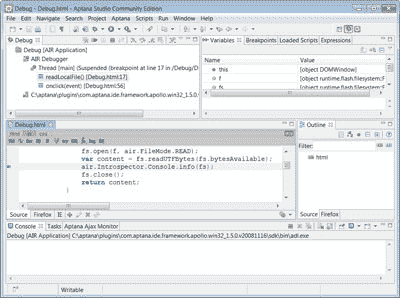 Debug - Debug.html - Aptana Studio Community Edition
File Edit Navigate Search Project Aptana Scripts Run Window Help
Debug
Debug [AIR Application]
AIR Debugger
Thread [main] (Suspended (breakpoint at line 17 in /Debug/D
readLocalFile() [Debug.html:17]
onclick(event) [Debug.html:56]
C:\aptana\plugins\com.aptana.ide.framework.apollo.win32_1.5.0.v
Variables Breakpoints Loaded Scripts Expressions
Name Value
this [object DOMWindow]
f [object runtime.flash.filesystem::F
fs [object runtime.flash.filesystem::F
Debug.html
fs.open(f, air.FileMode.READ);
var content = fs.readUTFBytes(fs.bytesAvailable);
air.Introspector.Console.info(fs);
fs.close();
return content;
}
Source Firefox IE
Outline
Filter:
html
Source Firefox
Console Tasks Aptana Ajax Monitor
Debug [AIR Application] C:\aptana\plugins\com.aptana.ide.framework.apollo.win32_1.5.0.v20081116\sdk\bin\adl.exe
Writable